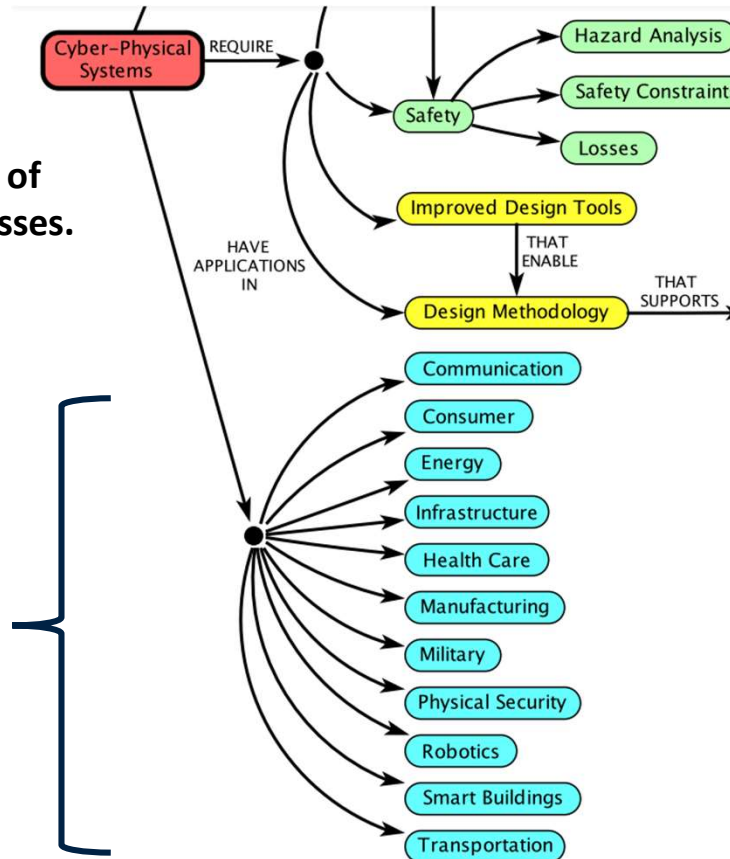 Cyber-Physical
Systems
REQUIRE
Hazard Analysis
Safety Constraint
Safety
Losses
of
sses.
Improved Design Tools
THAT
ENABLE
HAVE
APPLICATIONS
IN
THAT
SUPPORTS
Design Methodology
Communication
Consumer
Energy
Infrastructure
Health Care
Manufacturing
Military
Physical Security
Robotics
Smart Buildings
Transportation